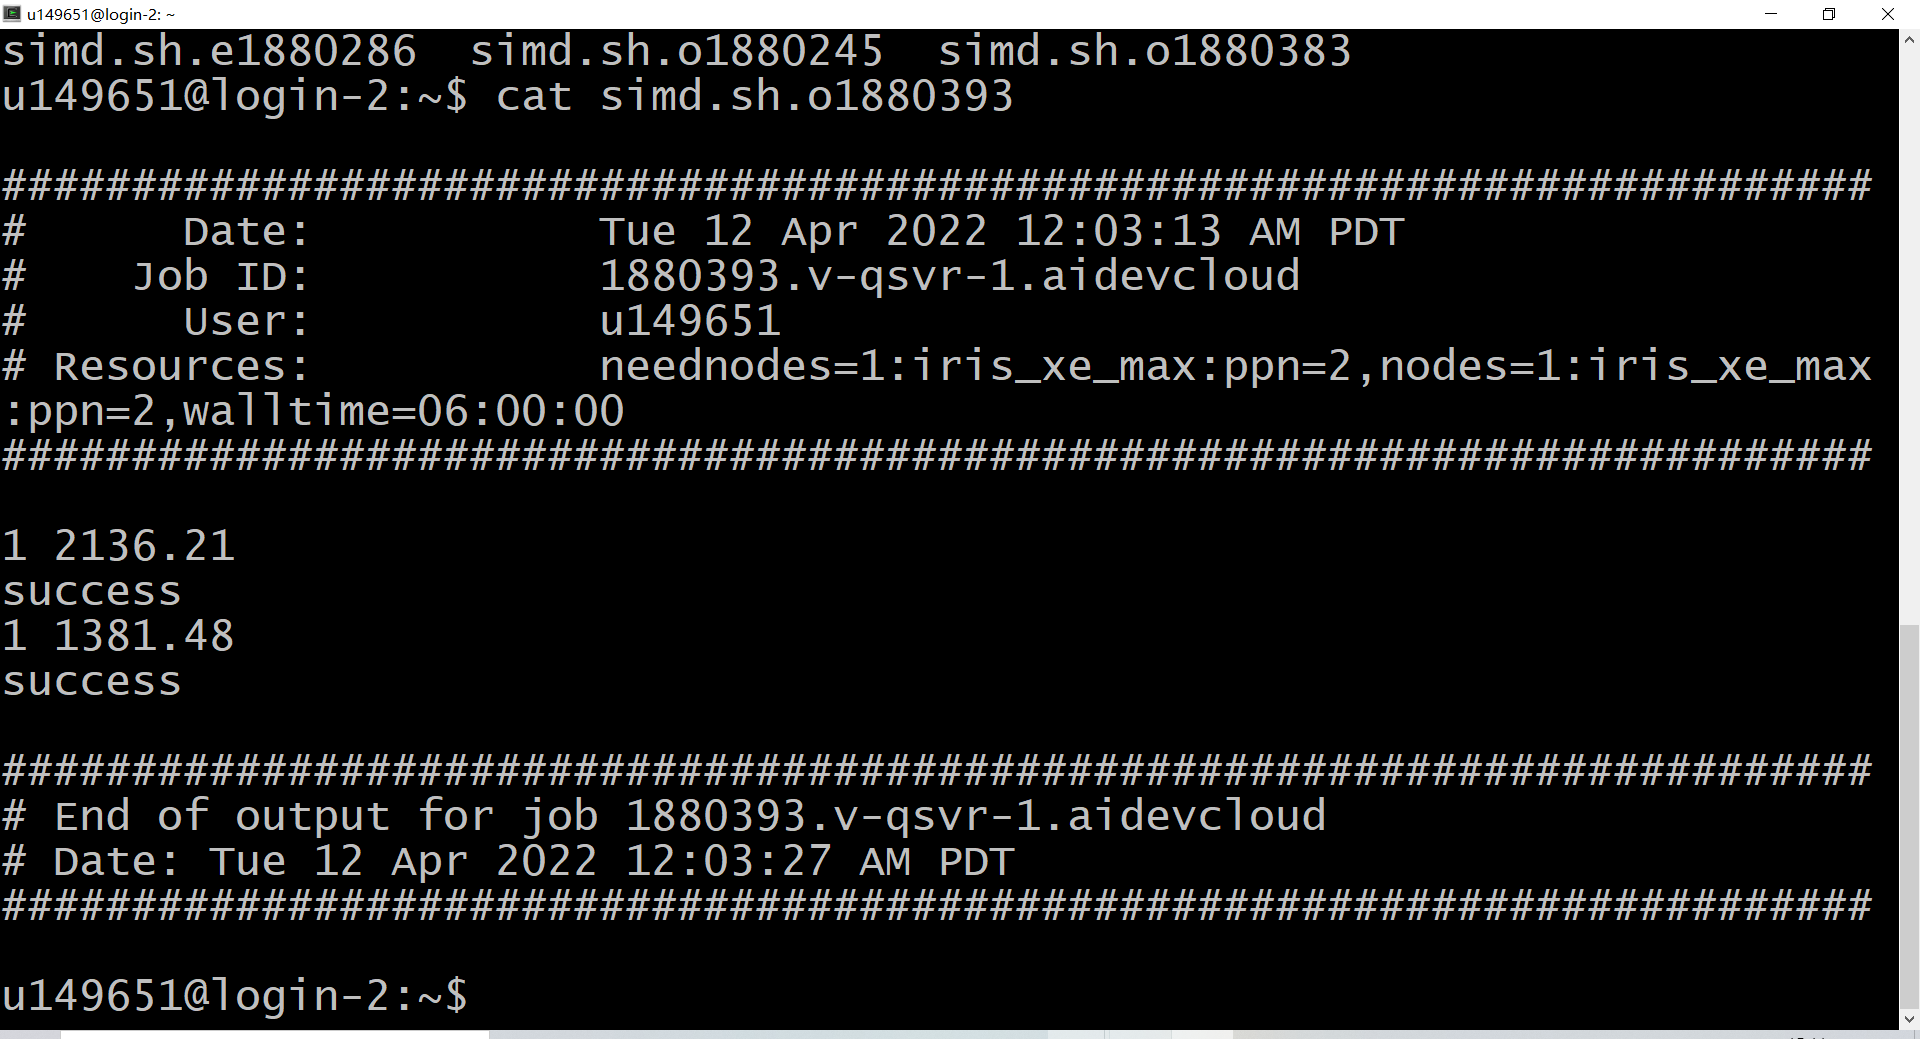 u149651@login-2: ~
simd.sh.e1880286  simd.sh.o1880245  simd.sh.o1880383
u149651@login-2:~$ cat simd.sh.o1880393
########################################################################
#      Date:           Tue 12 Apr 2022 12:03:13 AM PDT
#    Job ID:           1880393.v-qsvr-1.aidevcloud
#      User:           u149651
# Resources:           neednodes=1:iris_xe_max:ppn=2,nodes=1:iris_xe_max
:ppn=2,walltime=06:00:00
########################################################################
1 2136.21
success
1 1381.48
success
########################################################################
# End of output for job 1880393.v-qsvr-1.aidevcloud
# Date: Tue 12 Apr 2022 12:03:27 AM PDT
########################################################################
u149651@login-2:~$